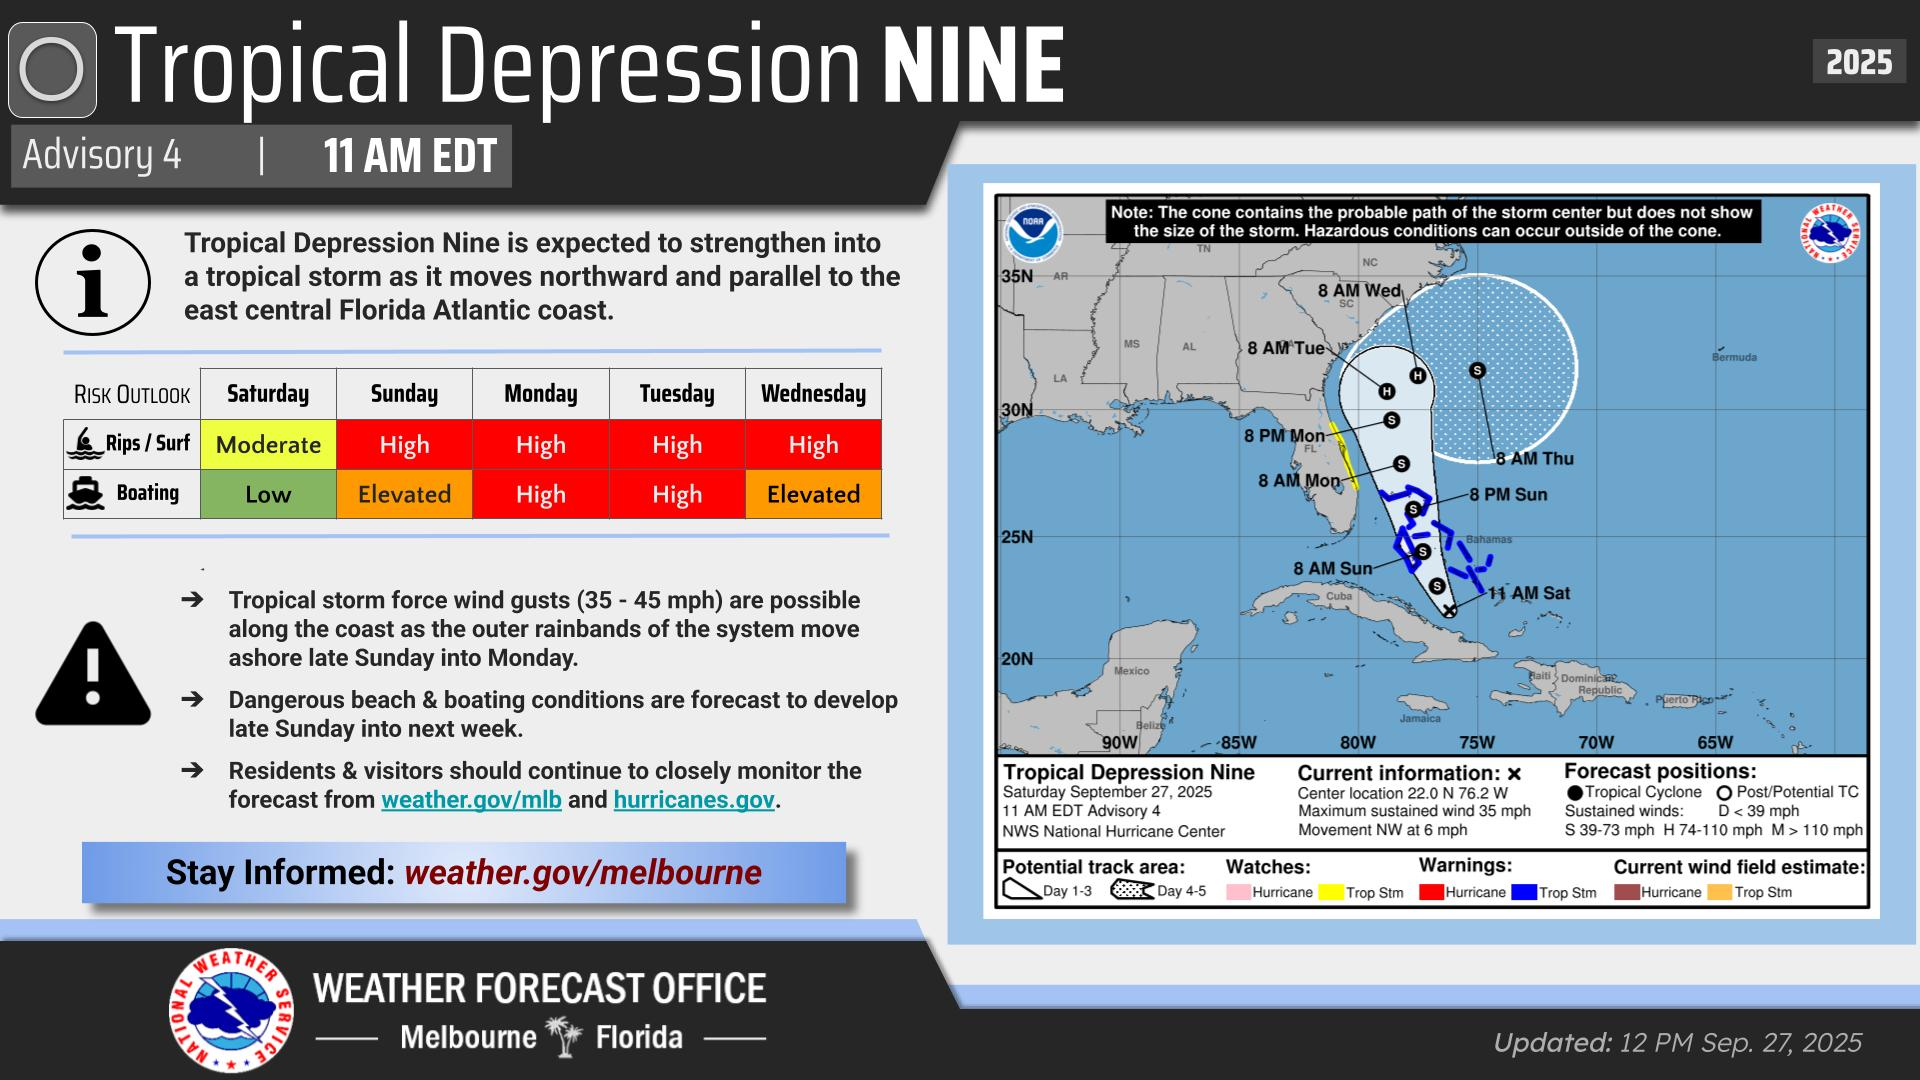 Tropical Depression NINE
2025
Advisory 4 | 11 AM EDT
Tropical Depression Nine is expected to strengthen into
a tropical storm as it moves northward and parallel to the
east central Florida Atlantic coast.
Risk Outlook Saturday Sunday Monday Tuesday Wednesday
Rips / Surf Moderate High High High High
Boating Low Elevated High High Elevated
➔ Tropical storm force wind gusts (35 - 45 mph) are possible
along the coast as the outer rainbands of the system move
ashore late Sunday into Monday.
➔ Dangerous beach & boating conditions are forecast to develop
late Sunday into next week.
➔ Residents & visitors should continue to closely monitor the
forecast from weather.gov/mlb and hurricanes.gov.
Stay Informed: weather.gov/melbourne
NATIONAL WEATHER SERVICE
WEATHER FORECAST OFFICE
Melbourne Florida
NOAA
Note: The cone contains the probable path of the storm center but does not show
the size of the storm. Hazardous conditions can occur outside of the cone.
NATIONAL WEATHER SERVICE
TN
NC
35N
AR
8 AM Wed
SC
MS
AL
8 AM Tue
Bermuda
LA
30N
8 PM Mon
FL
8 AM Thu
8 AM Mon
8 PM Sun
25N
Bahamas
8 AM Sun
11 AM Sat
Cuba
20N
Mexico
Haiti
Dominican
Republic
Puerto Rico
Jamaica
Belize
H
H
S
S
S
S
S
S
90W 85W 80W 75W 70W 65W
Tropical Depression Nine
Saturday September 27, 2025
11 AM EDT Advisory 4
NWS National Hurricane Center
Current information: x
Center location 22.0 N 76.2 W
Maximum sustained wind 35 mph
Movement NW at 6 mph
Forecast positions:
Tropical Cyclone Post/Potential TC
Sustained winds: D < 39 mph
S 39-73 mph H 74-110 mph M > 110 mph
Potential track area:
Day 1-3 Day 4-5
Watches:
Hurricane Trop Stm
Warnings:
Hurricane Trop Stm
Current wind field estimate:
Hurricane Trop Stm
Updated: 12 PM Sep. 27, 2025